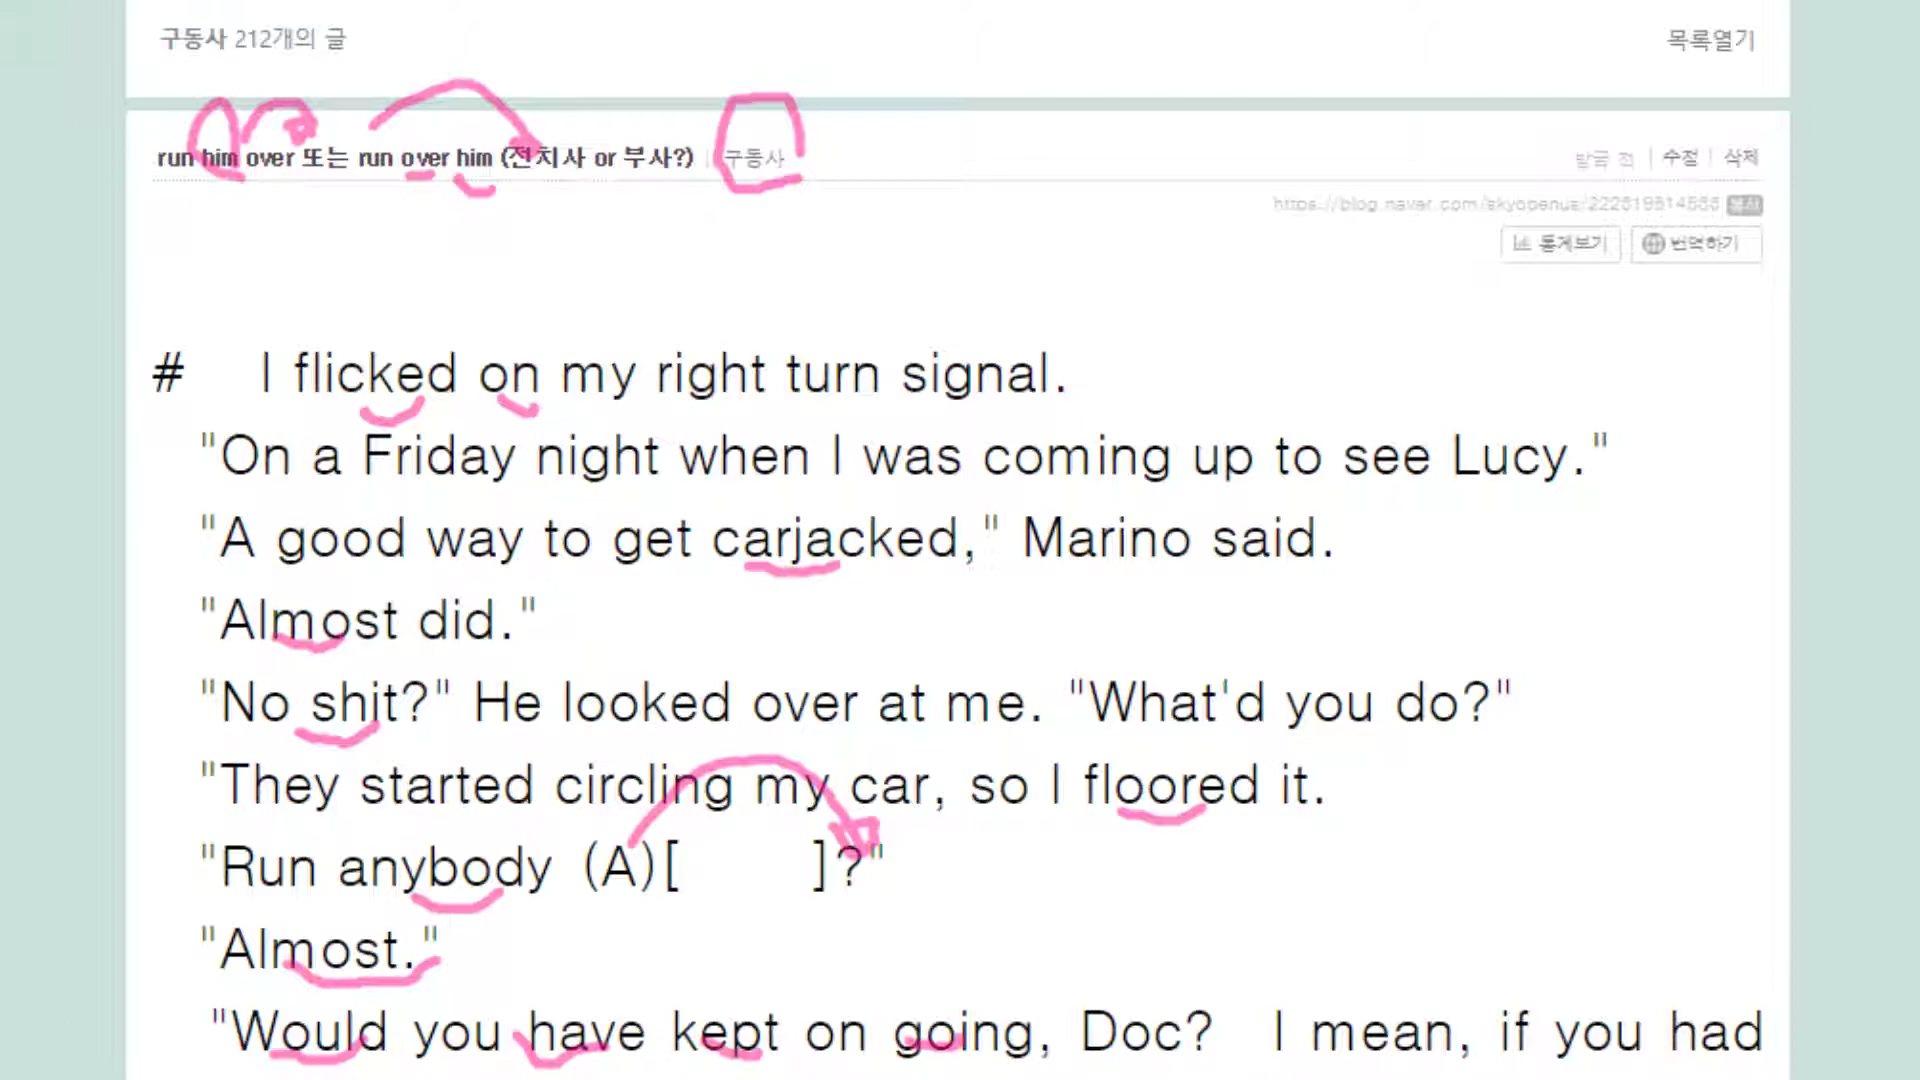 구동사 212개의 글
목록열기
run him over 또는 run over him (전치사 or 부사?) | 구동사
수정 | 삭제
통계보기 번역하기
# I flicked on my right turn signal.
"On a Friday night when I was coming up to see Lucy."
"A good way to get carjacked," Marino said.
"Almost did."
"No shit?" He looked over at me. "What'd you do?"
"They started circling my car, so I floored it.
"Run anybody (A)[ ]?"
"Almost."
"Would you have kept on going, Doc? I mean, if you had